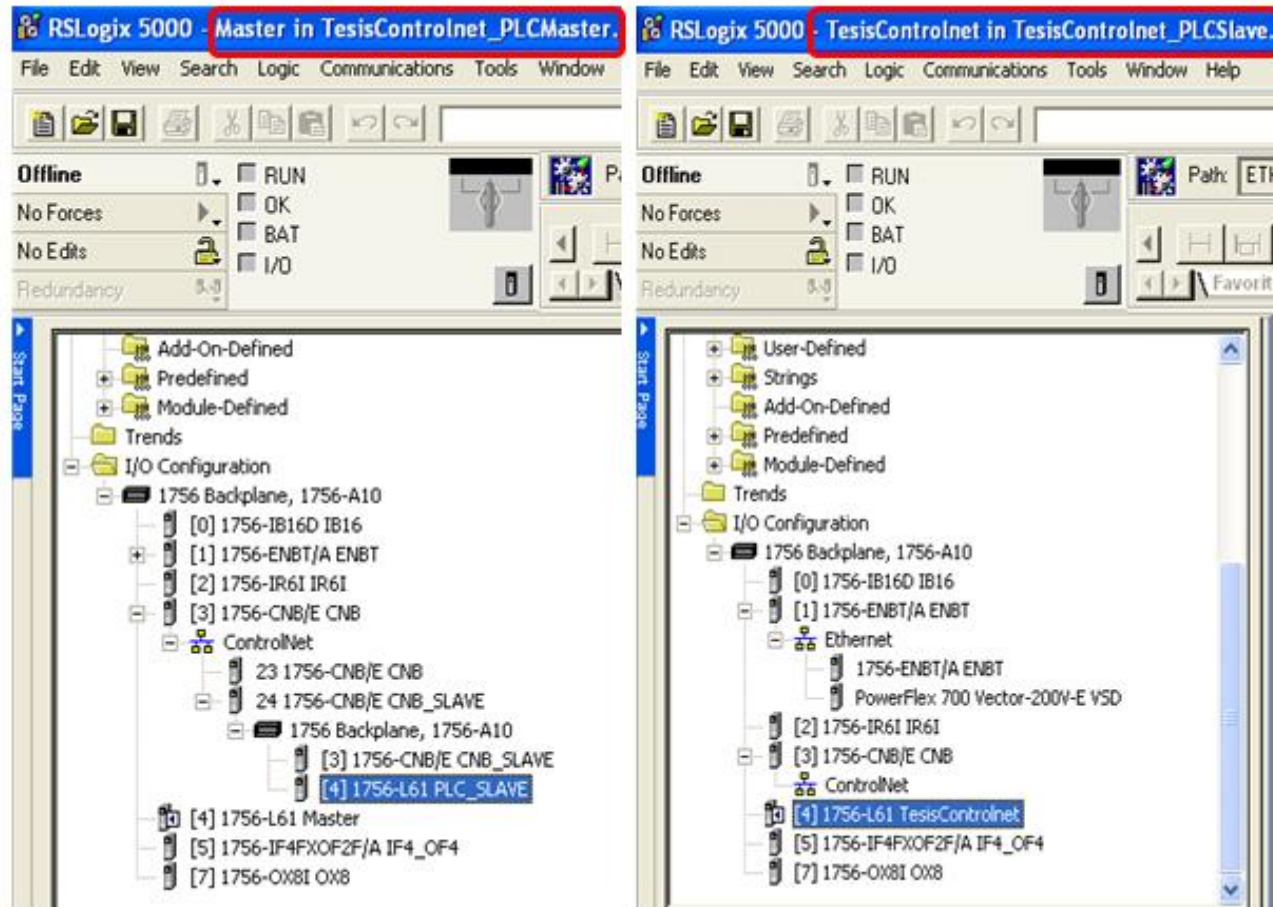 RSLogix 5000 - Master in TesisControlnet_PLCMaster.
File Edit View Search Logic Communications Tools Window
Offline
RUN
No Forces
OK
No Edits
BAT
I/O
Redundancy
Start Page
Add-On-Defined
Predefined
Module-Defined
Trends
I/O Configuration
1756 Backplane, 1756-A10
[0] 1756-IB16D IB16
[1] 1756-ENBT/A ENBT
[2] 1756-IR6I IR6I
[3] 1756-CNB/E CNB
ControlNet
23 1756-CNB/E CNB
24 1756-CNB/E CNB_SLAVE
1756 Backplane, 1756-A10
[3] 1756-CNB/E CNB_SLAVE
[4] 1756-L61 PLC_SLAVE
[4] 1756-L61 Master
[5] 1756-IF4FXOF2F/A IF4_OF4
[7] 1756-OX8I OX8
RSLogix 5000 - TesisControlnet in TesisControlnet_PLCSlave.
File Edit View Search Logic Communications Tools Window Help
Offline
RUN
Path: ETH
No Forces
OK
No Edits
BAT
I/O
Redundancy
Favorit
Start Page
User-Defined
Strings
Add-On-Defined
Predefined
Module-Defined
Trends
I/O Configuration
1756 Backplane, 1756-A10
[0] 1756-IB16D IB16
[1] 1756-ENBT/A ENBT
Ethernet
1756-ENBT/A ENBT
PowerFlex 700 Vector-200V-E VSD
[2] 1756-IR6I IR6I
[3] 1756-CNB/E CNB
ControlNet
[4] 1756-L61 TesisControlnet
[5] 1756-IF4FXOF2F/A IF4_OF4
[7] 1756-OX8I OX8